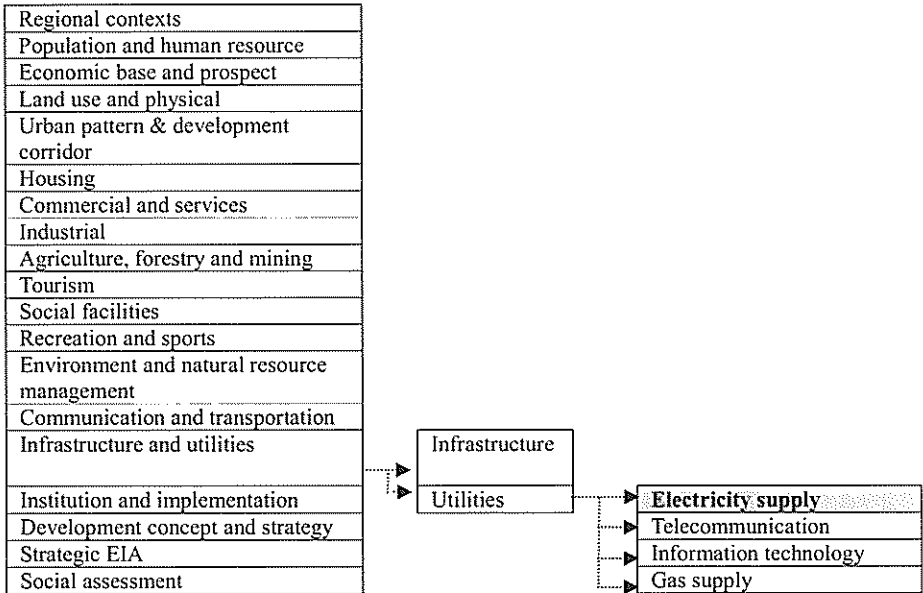 Regional contexts
Population and human resource
Economic base and prospect
Land use and physical
Urban pattern & development
corridor
Housing
Commercial and services
Industrial
Agriculture, forestry and mining
Tourism
Social facilities
Recreation and sports
Environment and natural resource
management
Communication and transportation
Infrastructure and utilities
Institution and implementation
Development concept and strategy
Strategic EIA
Social assessment
Infrastructure
Utilities
Electricity supply
Telecommunication
Information technology
Gas supply